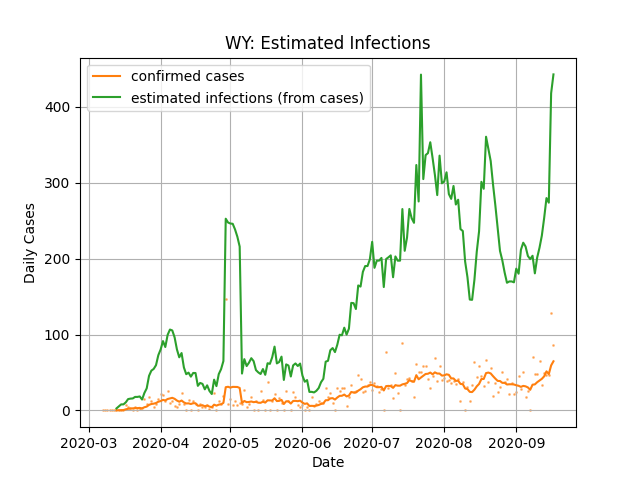 WY: Estimated Infections
confirmed cases
estimated infections (from cases)
Daily Cases
400
300
200
100
0
2020-03 2020-04 2020-05 2020-06 2020-07 2020-08 2020-09
Date